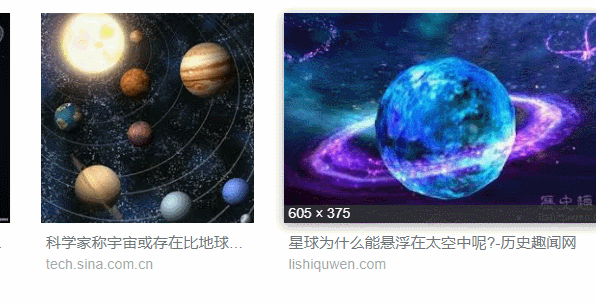 605 × 375
科学家称宇宙或存在比地球...
tech.sina.com.cn
星球为什么能悬浮在太空中呢?-历史趣闻网
lishiquwen.com